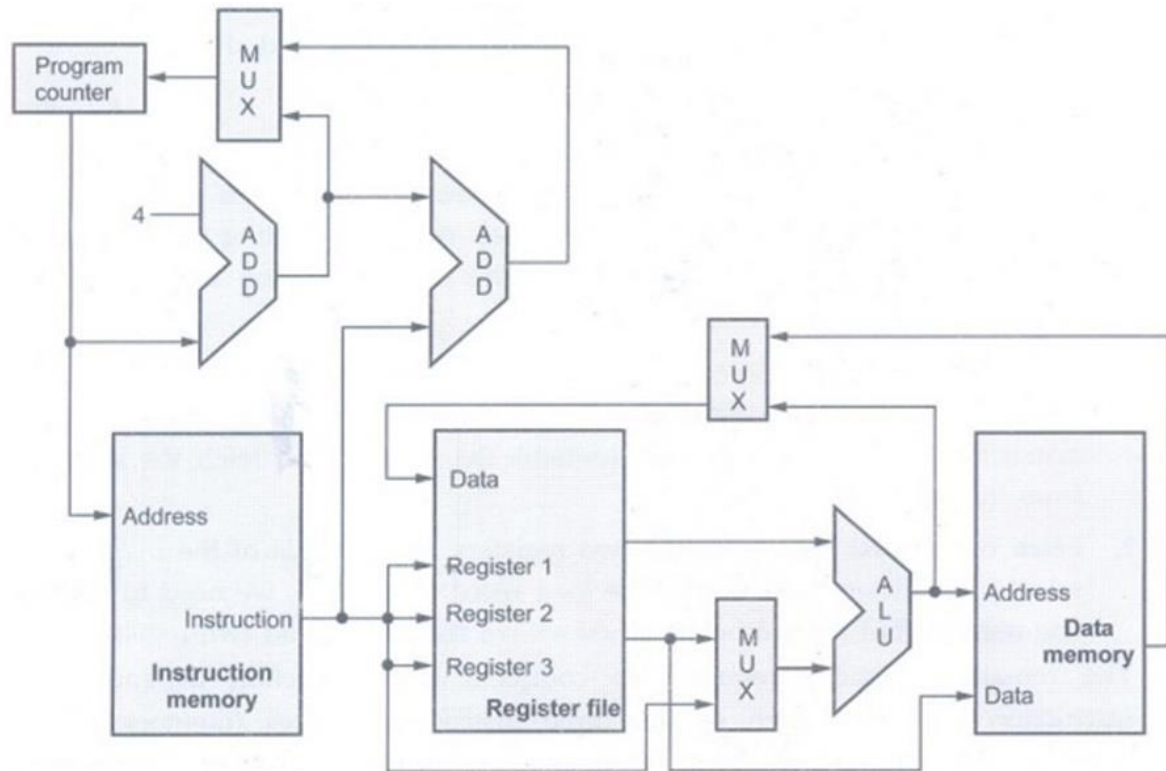 M
U
X
Program
counter
4
A
D
D
A
D
D
M
U
X
Data
Address
Register 1
Instruction
Register 2
Register 3
Instruction
memory
Register file
M
U
X
A
L
U
Address
Data
memory
Data